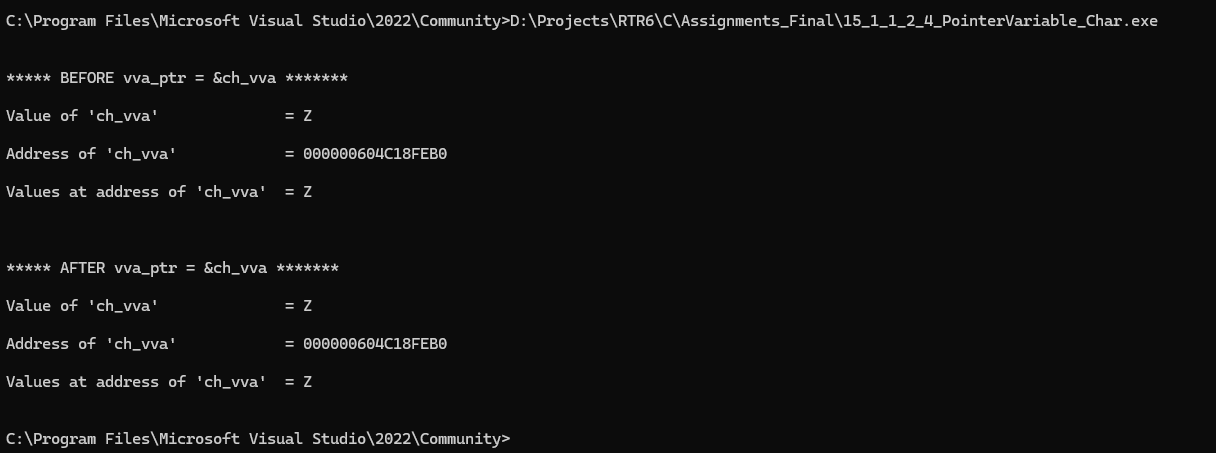 C:\Program Files\Microsoft Visual Studio\2022\Community>D:\Projects\RTR6\C\Assignments_Final\15_1_1_2_4_PointerVariable_Char.exe
***** BEFORE vva_ptr = &ch_vva *******
Value of 'ch_vva'              = Z
Address of 'ch_vva'            = 000000604C18FEB0
Values at address of 'ch_vva'  = Z
***** AFTER vva_ptr = &ch_vva *******
Value of 'ch_vva'              = Z
Address of 'ch_vva'            = 000000604C18FEB0
Values at address of 'ch_vva'  = Z
C:\Program Files\Microsoft Visual Studio\2022\Community>